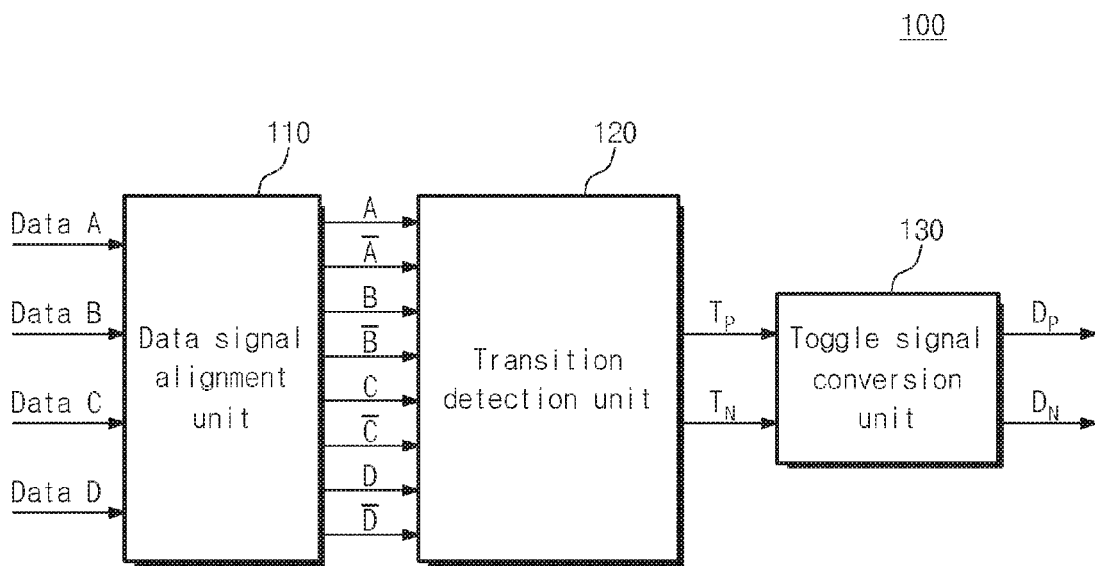 100
110
120
130
Data A
Data B
Data C
Data D
Data signal
alignment
unit
A
A̅
B
B̅
C
C̅
D
D̅
Transition
detection unit
T_P
T_N
Toggle signal
conversion
unit
D_P
D_N